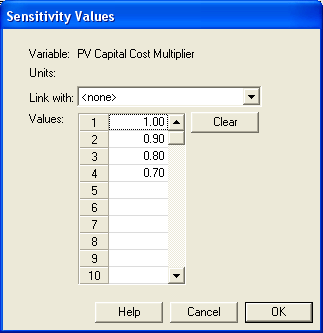 Sensitivity Values
Variable: PV Capital Cost Multiplier
Units:
Link with: <none>
Values: 1 1.00 Clear
2 0.90
3 0.80
4 0.70
5
6
7
8
9
10
Help Cancel OK